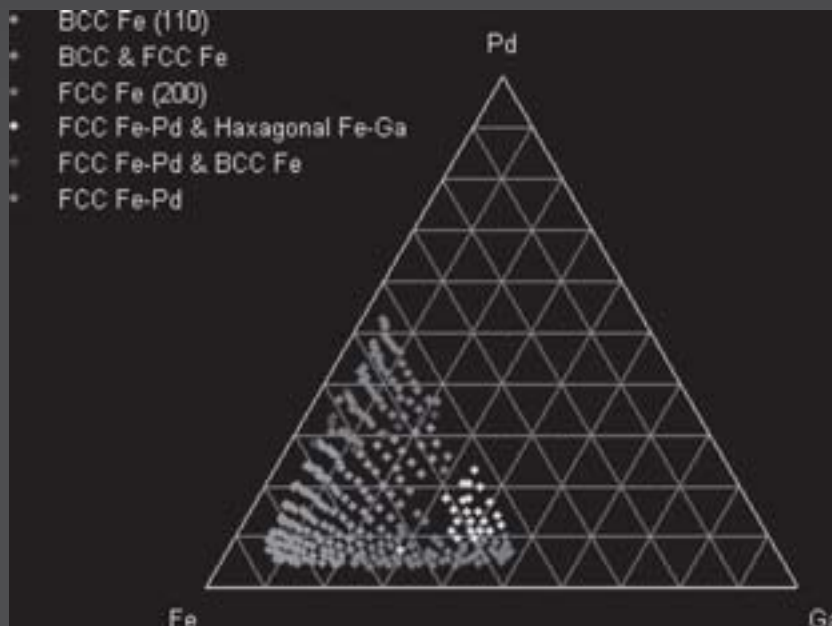 BCC Fe (110)
BCC & FCC Fe
FCC Fe (200)
FCC Fe-Pd & Haxagonal Fe-Ga
FCC Fe-Pd & BCC Fe
FCC Fe-Pd
Pd
Fe
Ga